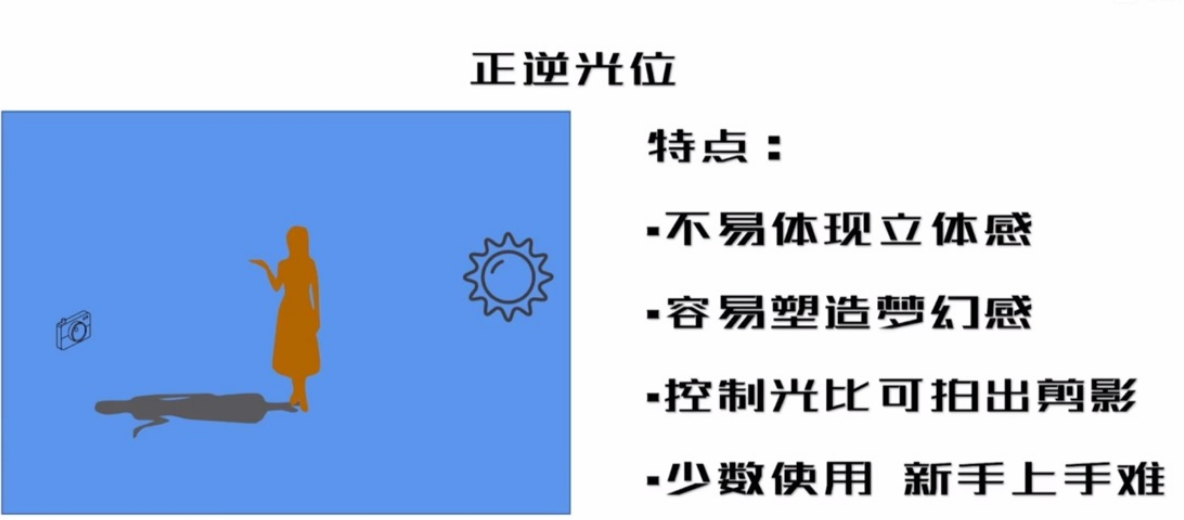 正逆光位
特点：
▪不易体现立体感
▪容易塑造梦幻感
▪控制光比可拍出剪影
▪少数使用 新手上手难